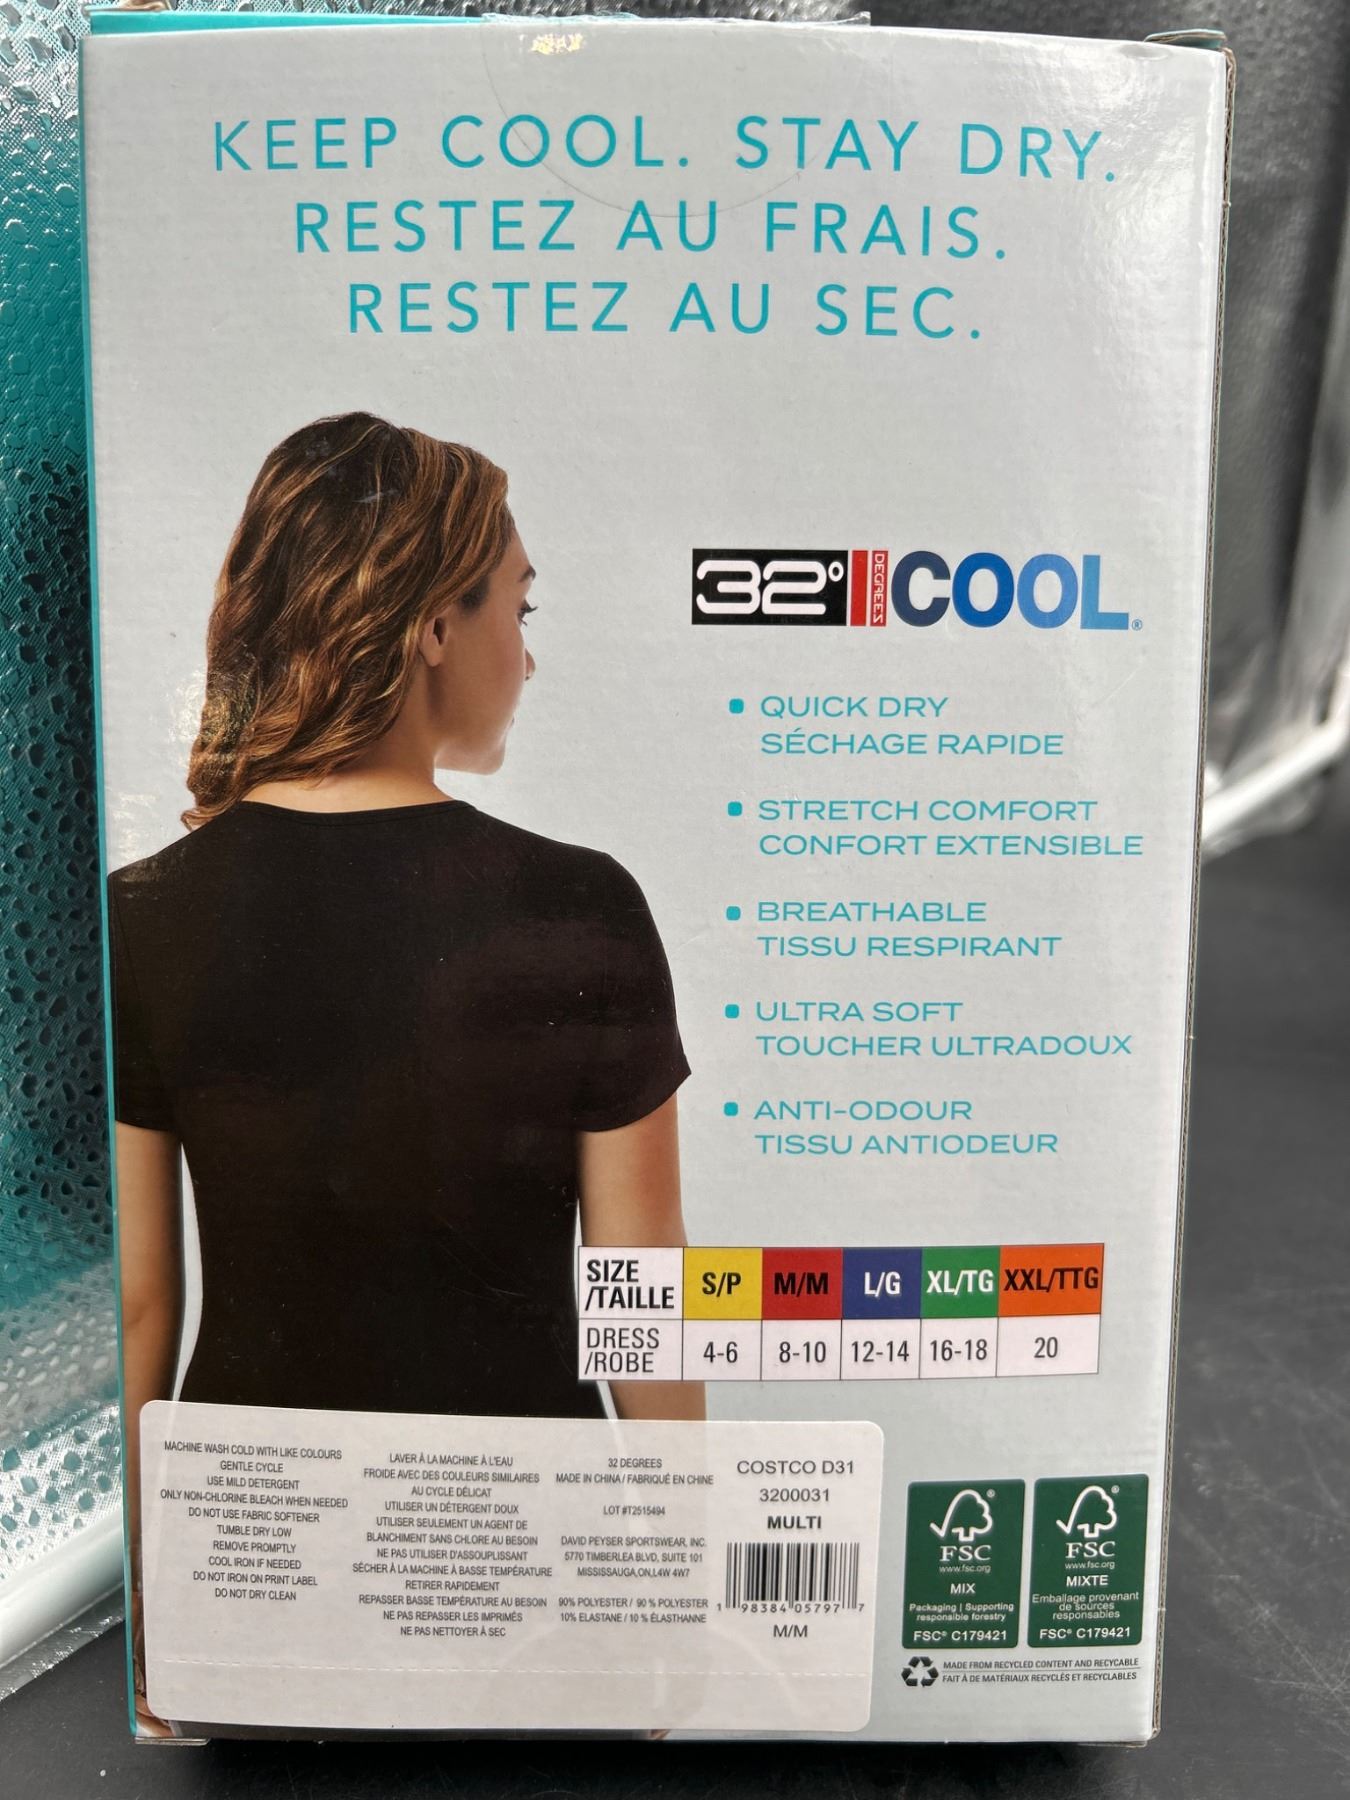 KEEP COOL. STAY DRY.
RESTEZ AU FRAIS.
RESTEZ AU SEC.
32° DEGREES COOL®
QUICK DRY
SÉCHAGE RAPIDE
STRETCH COMFORT
CONFORT EXTENSIBLE
BREATHABLE
TISSU RESPIRANT
ULTRA SOFT
TOUCHER ULTRADOUX
ANTI-ODOUR
TISSU ANTIODEUR
SIZE /TAILLE S/P M/M L/G XL/TG XXL/TTG
DRESS /ROBE 4-6 8-10 12-14 16-18 20
MACHINE WASH COLD WITH LIKE COLOURS
GENTLE CYCLE
USE MILD DETERGENT
ONLY NON-CHLORINE BLEACH WHEN NEEDED
DO NOT USE FABRIC SOFTENER
TUMBLE DRY LOW
REMOVE PROMPTLY
COOL IRON IF NEEDED
DO NOT IRON ON PRINT LABEL
DO NOT DRY CLEAN
LAVER À LA MACHINE À L'EAU
FROIDE AVEC DES COULEURS SIMILAIRES
AU CYCLE DÉLICAT
UTILISER UN DÉTERGENT DOUX
UTILISER SEULEMENT UN AGENT DE
BLANCHIMENT SANS CHLORE AU BESOIN
NE PAS UTILISER D'ASSOUPLISSANT
SÉCHER À LA MACHINE À BASSE TEMPÉRATURE
RETIRER RAPIDEMENT
REPASSER BASSE TEMPÉRATURE AU BESOIN
NE PAS REPASSER LES IMPRIMÉS
NE PAS NETTOYER À SEC
32 DEGREES
MADE IN CHINA / FABRIQUÉ EN CHINE
LOT #T2515494
DAVID PEYSER SPORTSWEAR, INC.
5770 TIMBERLEA BLVD, SUITE 101
MISSISSAUGA,ON,L4W 4W7
90% POLYESTER / 90 % POLYESTER
10% ELASTANE / 10 % ÉLASTHANNE
COSTCO D31
3200031
MULTI
1 98384 05797 7
M/M
FSC®
www.fsc.org
MIX
Packaging | Supporting
responsible forestry
FSC® C179421
FSC®
www.fsc.org
MIXTE
Emballage provenant
de sources
responsables
FSC® C179421
MADE FROM RECYCLED CONTENT AND RECYCABLE
FAIT À DE MATÉRIAUX RECYCLÉS ET RECYCLABLES